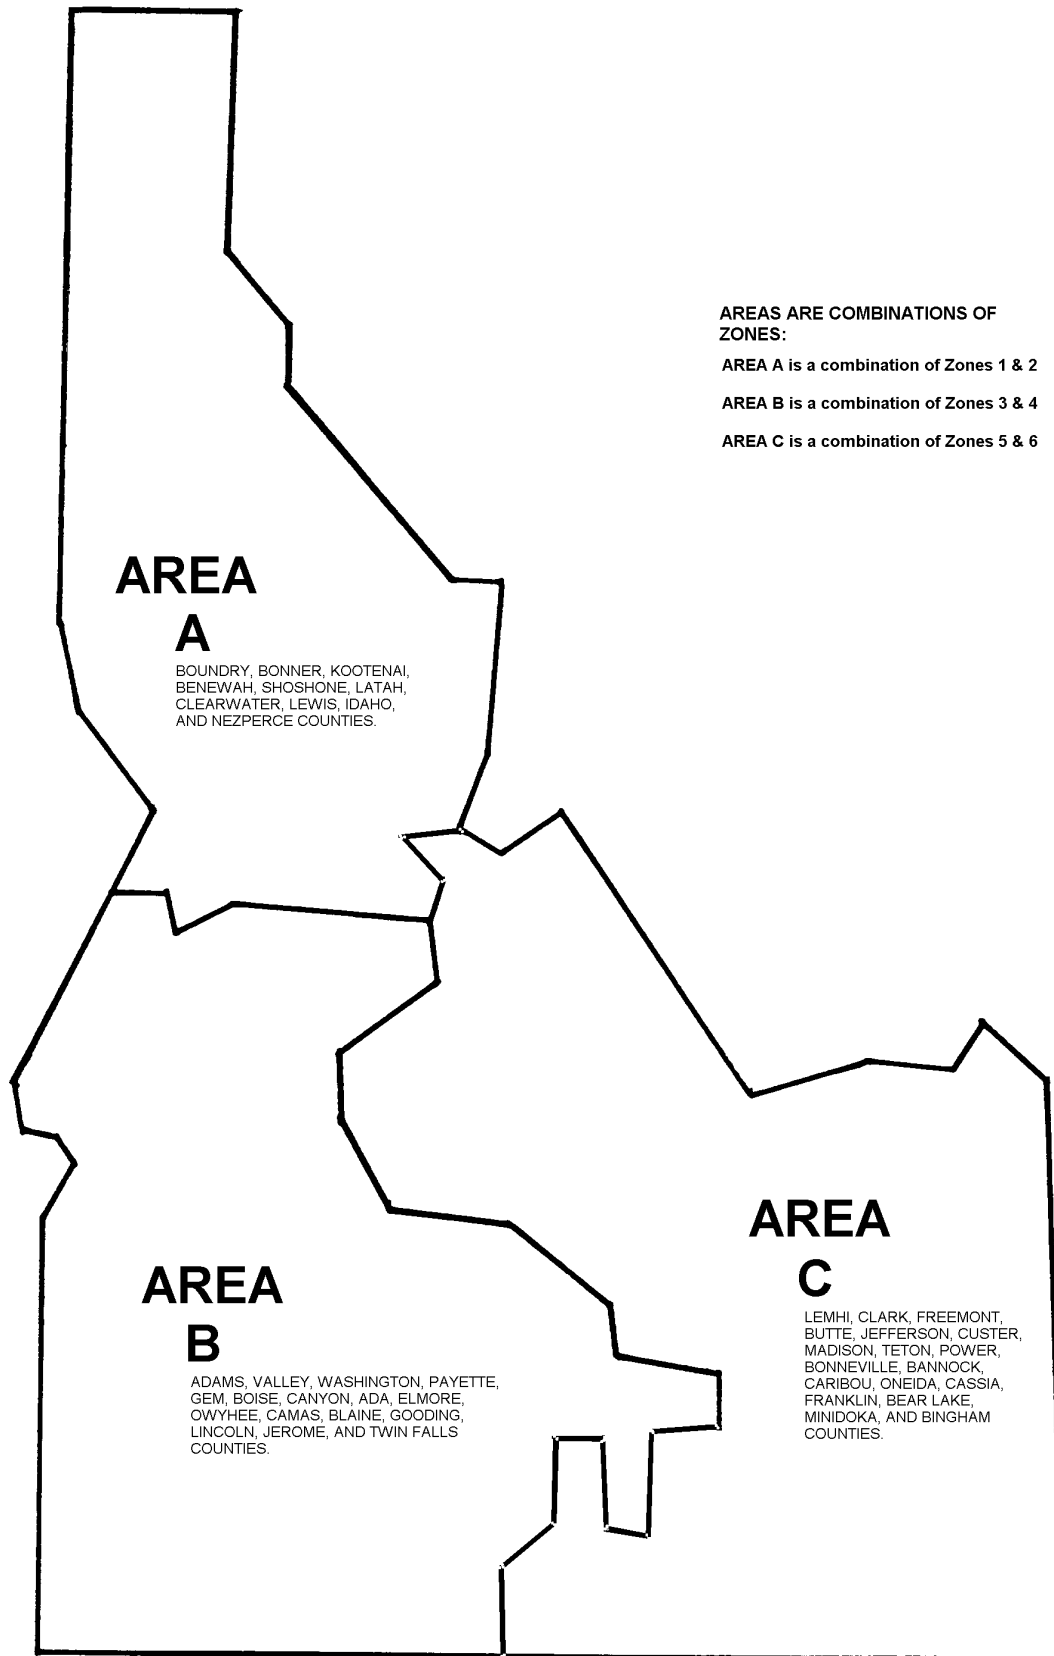 AREAS ARE COMBINATIONS OF
ZONES:
AREA A is a combination of Zones 1 & 2
AREA B is a combination of Zones 3 & 4
AREA C is a combination of Zones 5 & 6
AREA
A
BOUNDRY, BONNER, KOOTENAI,
BENEWAH, SHOSHONE, LATAH,
CLEARWATER, LEWIS, IDAHO,
AND NEZPERCE COUNTIES.
AREA
B
ADAMS, VALLEY, WASHINGTON, PAYETTE,
GEM, BOISE, CANYON, ADA, ELMORE,
OWYHEE, CAMAS, BLAINE, GOODING,
LINCOLN, JEROME, AND TWIN FALLS
COUNTIES.
AREA
C
LEMHI, CLARK, FREEMONT,
BUTTE, JEFFERSON, CUSTER,
MADISON, TETON, POWER,
BONNEVILLE, BANNOCK,
CARIBOU, ONEIDA, CASSIA,
FRANKLIN, BEAR LAKE,
MINIDOKA, AND BINGHAM
COUNTIES.